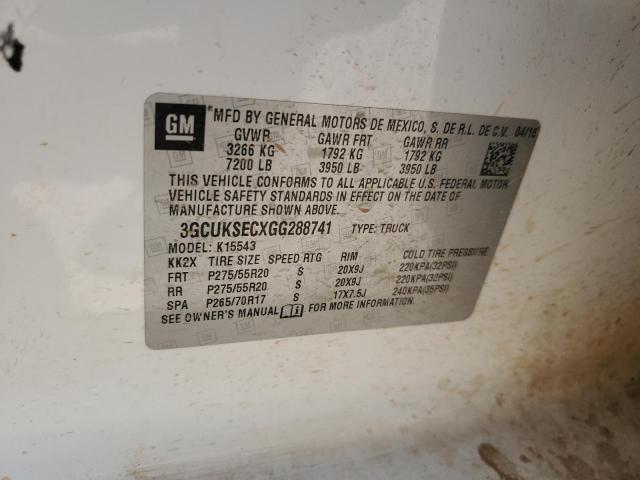 GM
*MFD BY GENERAL MOTORS DE MEXICO, S. DE R.L. DE C.V. 04/16
GVWR GAWR FRT GAWR RR
3266 KG 1792 KG 1792 KG
7200 LB 3950 LB 3950 LB
THIS VEHICLE CONFORMS TO ALL APPLICABLE U.S. FEDERAL MOTOR
VEHICLE SAFETY STANDARDS IN EFFECT ON THE DATE OF
MANUFACTURE SHOWN ABOVE.
3GCUKSECXGG288741 TYPE: TRUCK
MODEL: K15543
KK2X TIRE SIZE SPEED RTG RIM COLD TIRE PRESSURE
FRT P275/55R20 S 20X9J 220KPA(32PSI)
RR P275/55R20 S 20X9J 220KPA(32PSI)
SPA P265/70R17 S 17X7.5J 240KPA(35PSI)
SEE OWNER'S MANUAL FOR MORE INFORMATION.